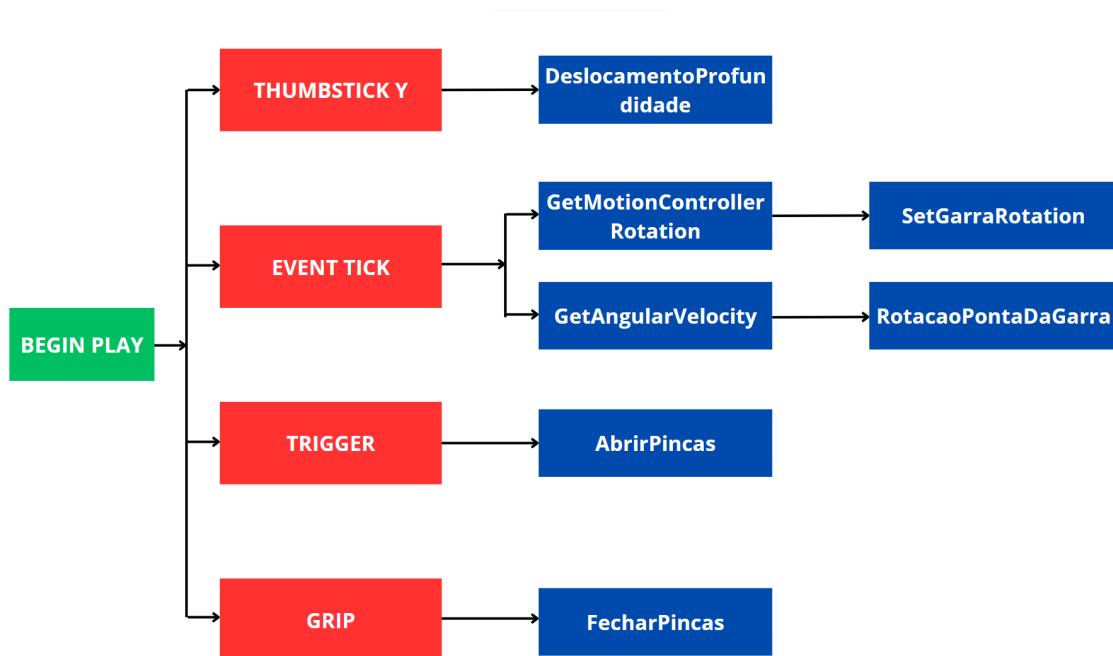 THUMBSTICK Y
DeslocamentoProfun
didade
EVENT TICK
GetMotionController
Rotation
SetGarraRotation
GetAngularVelocity
RotacaoPontaDaGarra
BEGIN PLAY
TRIGGER
AbrirPincas
GRIP
FecharPincas